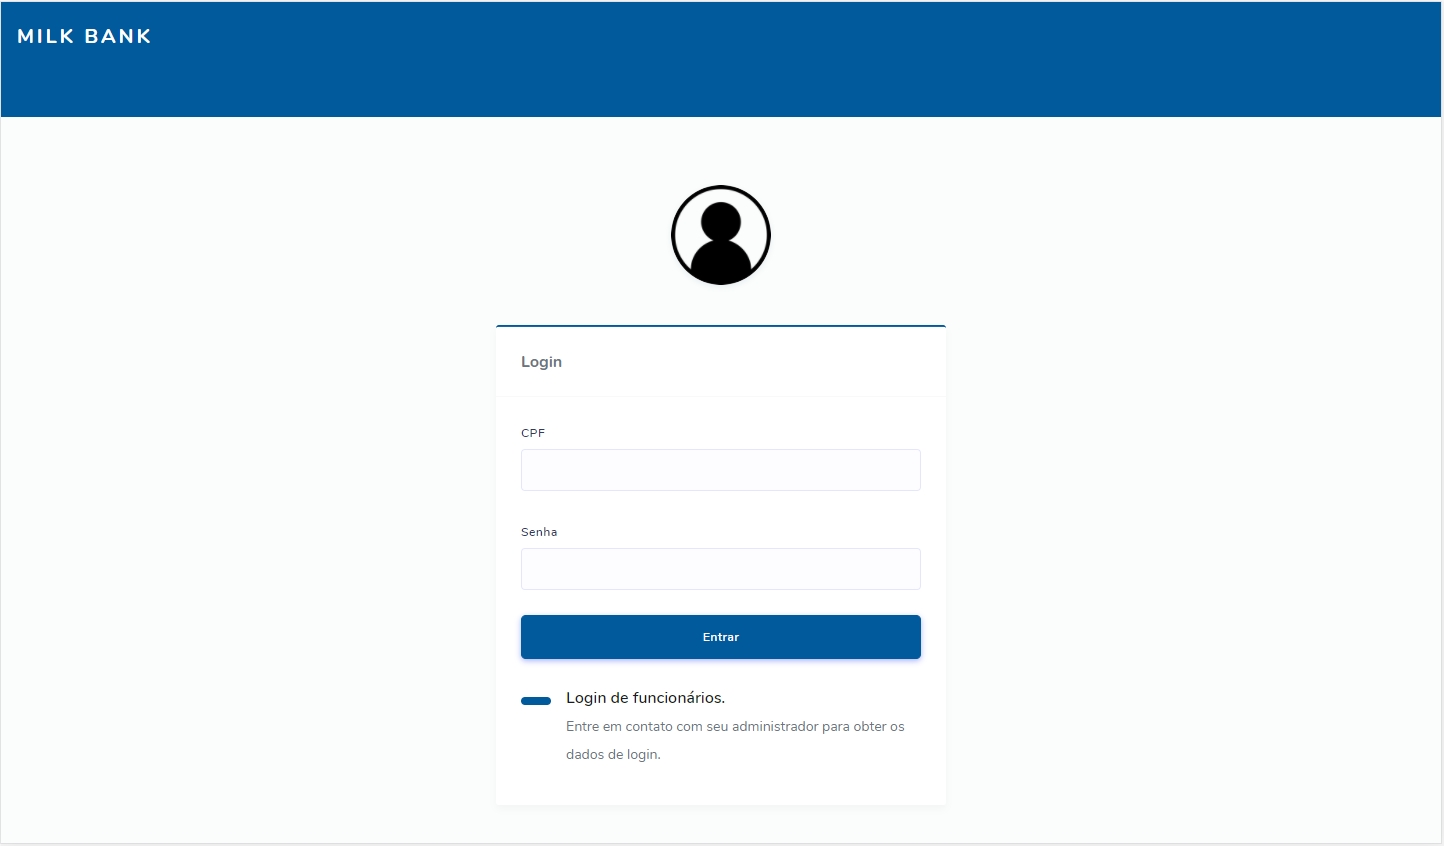 MILK BANK
Login
CPF
Senha
Entrar
Login de funcionários.
Entre em contato com seu administrador para obter os
dados de login.